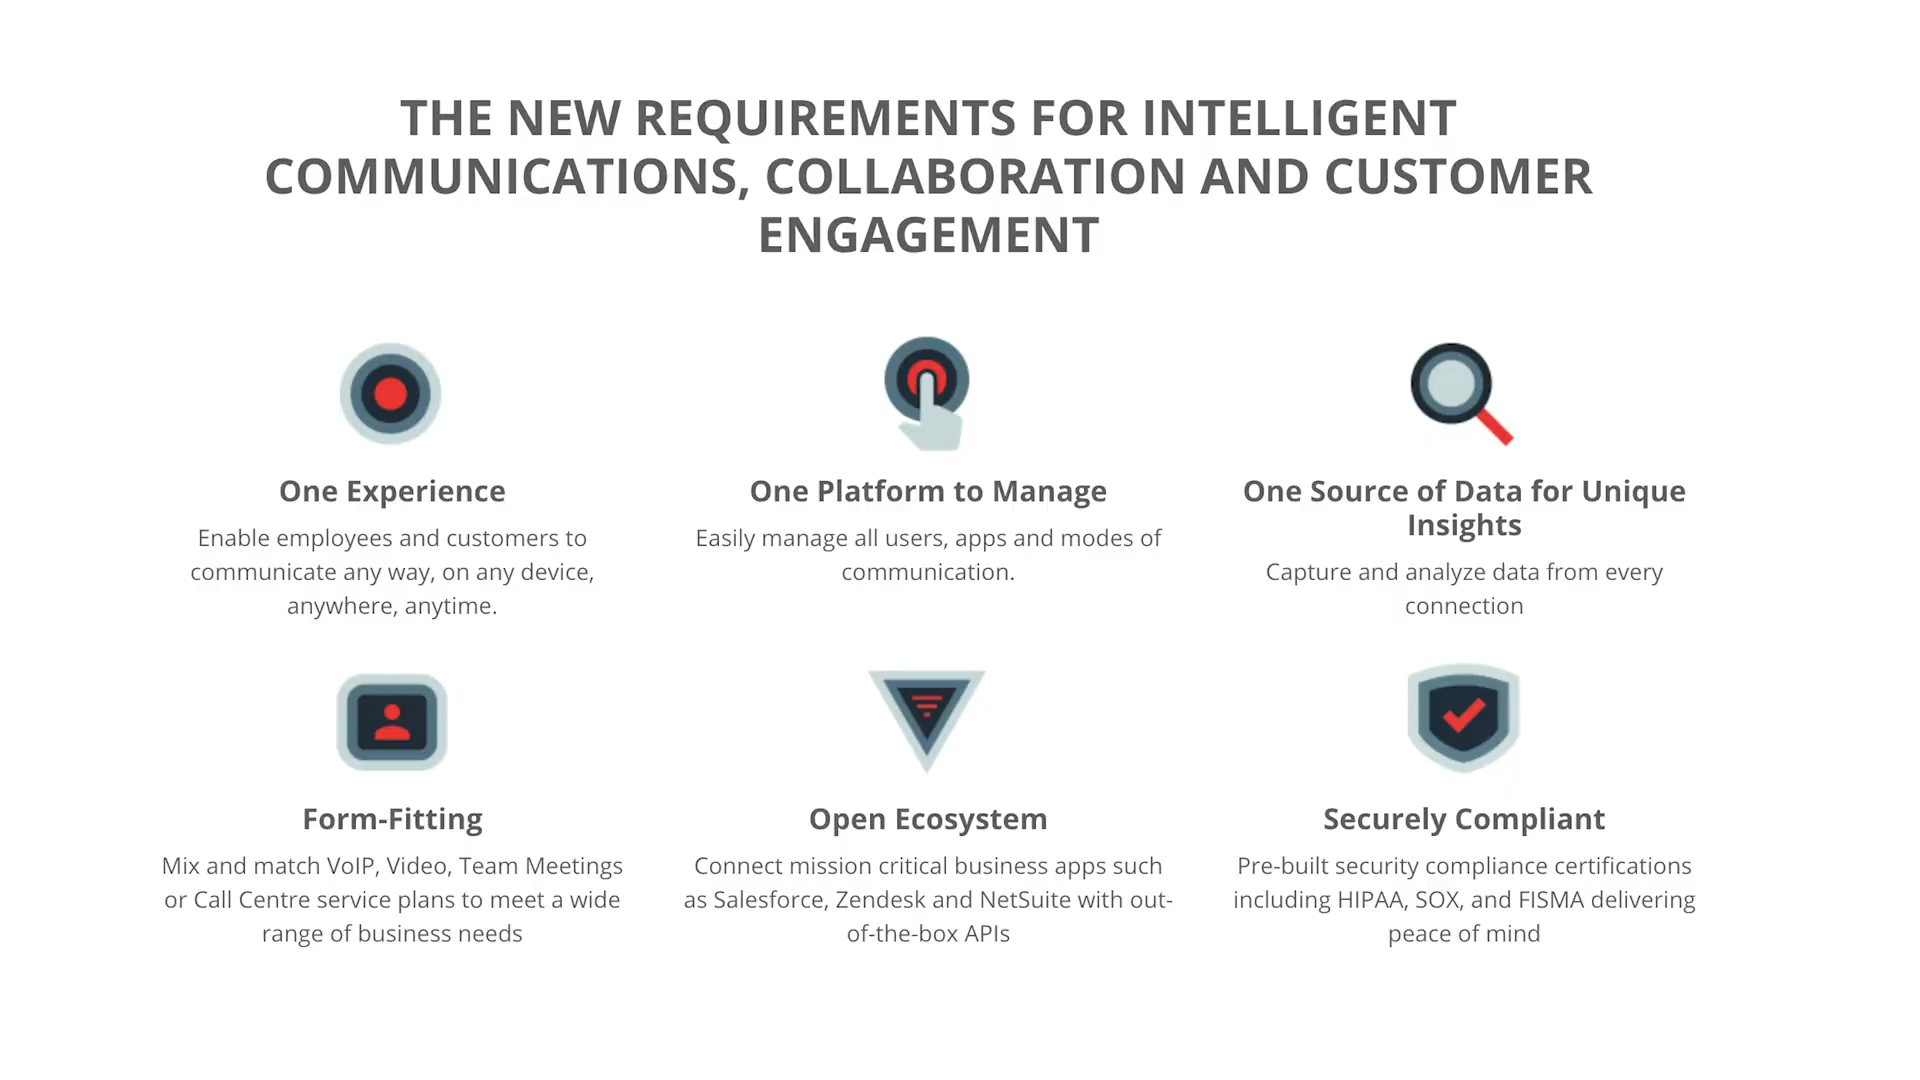 THE NEW REQUIREMENTS FOR INTELLIGENT
COMMUNICATIONS, COLLABORATION AND CUSTOMER
ENGAGEMENT
One Experience
Enable employees and customers to
communicate any way, on any device,
anywhere, anytime.
One Platform to Manage
Easily manage all users, apps and modes of
communication.
One Source of Data for Unique
Insights
Capture and analyze data from every
connection
Form-Fitting
Mix and match VoIP, Video, Team Meetings
or Call Centre service plans to meet a wide
range of business needs
Open Ecosystem
Connect mission critical business apps such
as Salesforce, Zendesk and NetSuite with out-
of-the-box APIs
Securely Compliant
Pre-built security compliance certifications
including HIPAA, SOX, and FISMA delivering
peace of mind